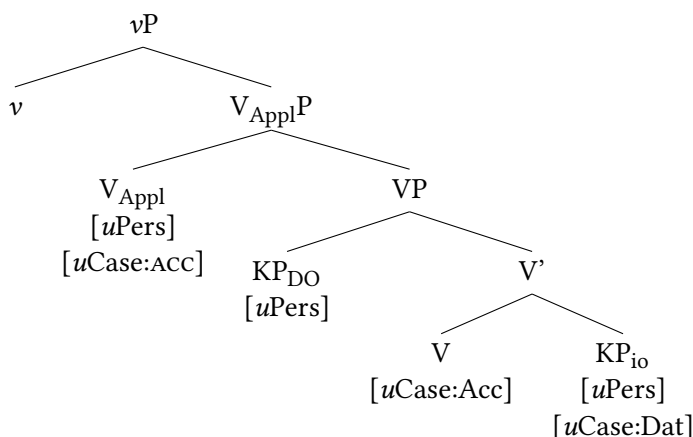 vP
v V_Appl P
V_Appl VP
[uPers]
[uCase:ACC]
KP_DO V’
[uPers]
V KP_io
[uCase:Acc] [uPers]
[uCase:Dat]